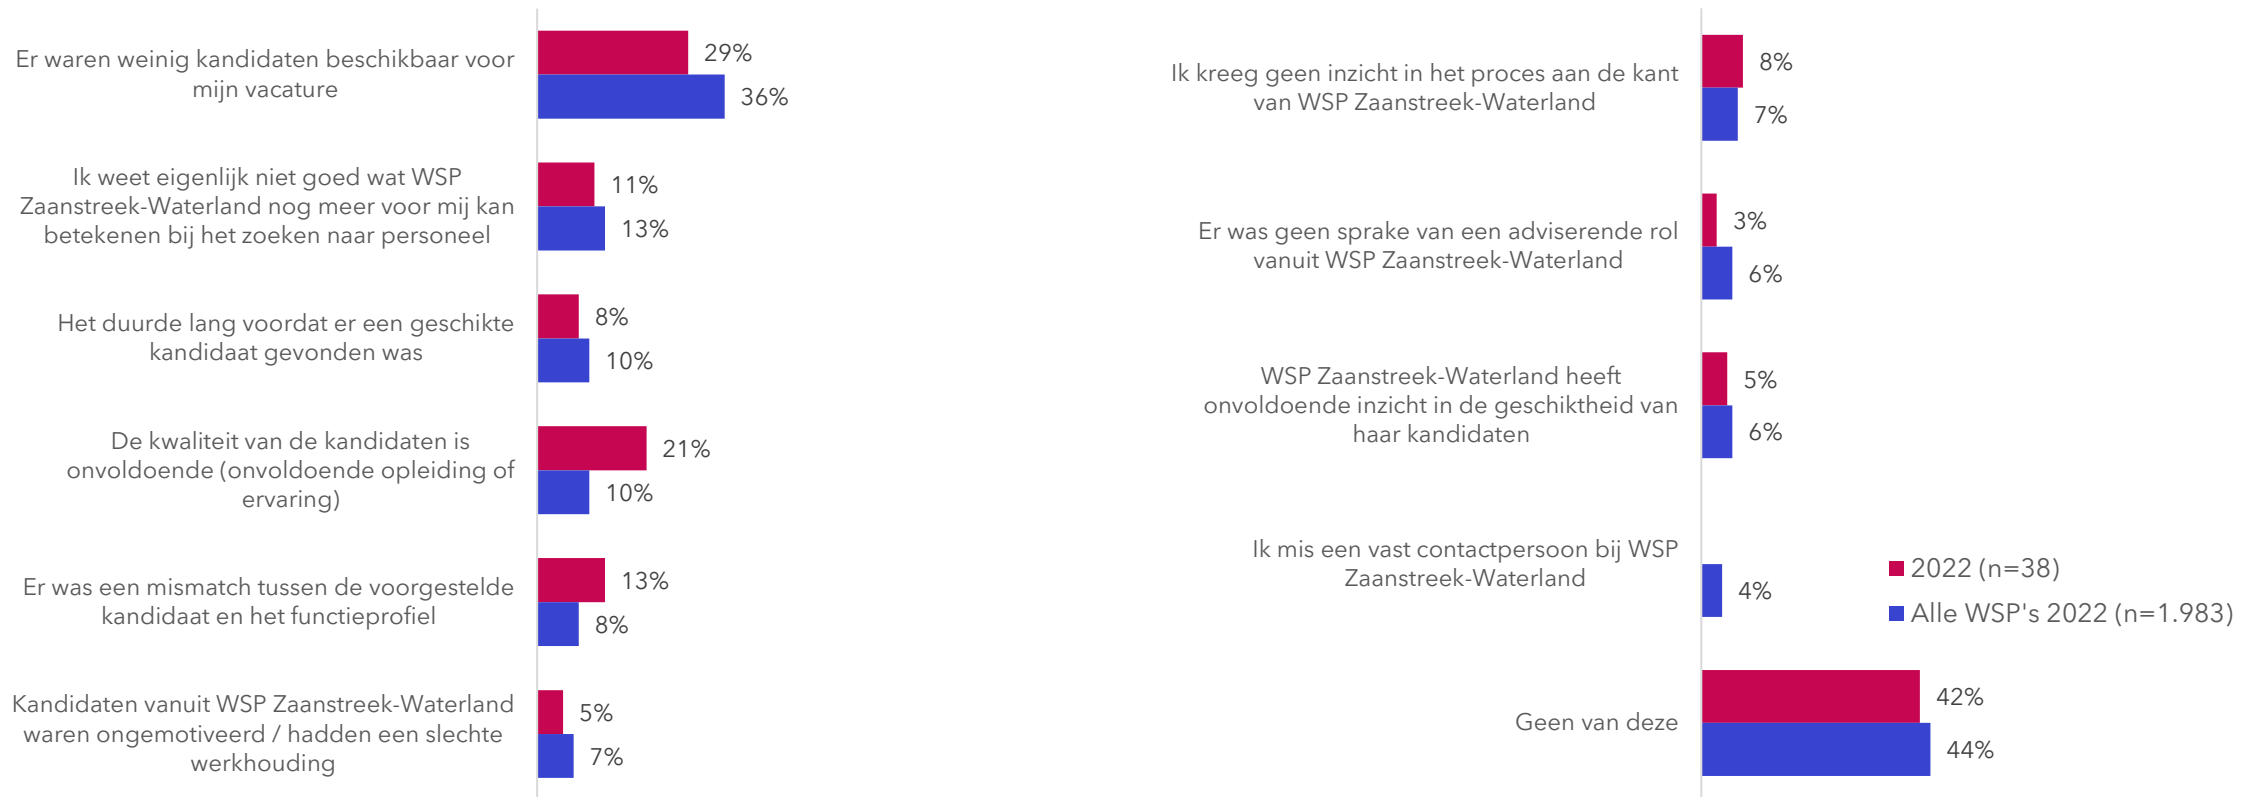 Er waren weinig kandidaten beschikbaar voor
mijn vacature
29%
36%
Ik weet eigenlijk niet goed wat WSP
Zaanstreek-Waterland nog meer voor mij kan
betekenen bij het zoeken naar personeel
11%
13%
Het duurde lang voordat er een geschikte
kandidaat gevonden was
8%
10%
De kwaliteit van de kandidaten is
onvoldoende (onvoldoende opleiding of
ervaring)
21%
10%
Er was een mismatch tussen de voorgestelde
kandidaat en het functieprofiel
13%
8%
Kandidaten vanuit WSP Zaanstreek-Waterland
waren ongemotiveerd / hadden een slechte
werkhouding
5%
7%
Ik kreeg geen inzicht in het proces aan de kant
van WSP Zaanstreek-Waterland
8%
7%
Er was geen sprake van een adviserende rol
vanuit WSP Zaanstreek-Waterland
3%
6%
WSP Zaanstreek-Waterland heeft
onvoldoende inzicht in de geschiktheid van
haar kandidaten
5%
6%
Ik mis een vast contactpersoon bij WSP
Zaanstreek-Waterland
4%
2022 (n=38)
Alle WSP's 2022 (n=1.983)
Geen van deze
42%
44%